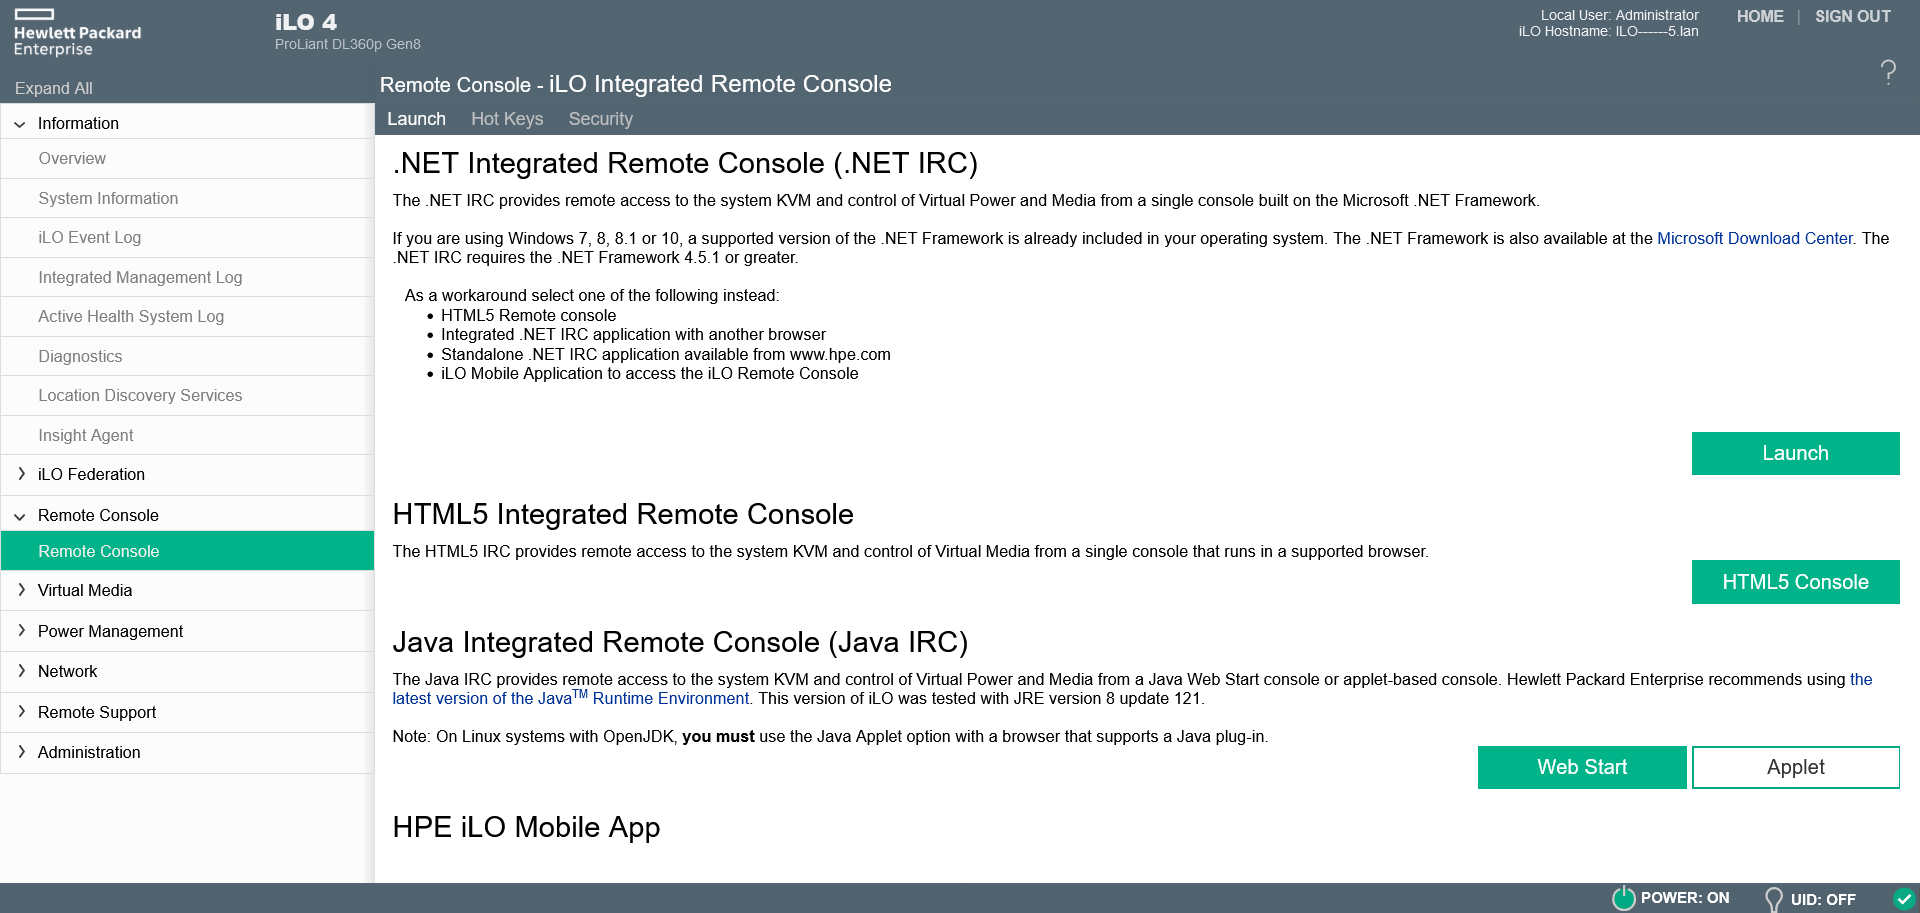 Hewlett Packard
Enterprise
iLO 4
ProLiant DL360p Gen8
Local User: Administrator
iLO Hostname: ILO------5.lan
HOME | SIGN OUT
Expand All
Remote Console - iLO Integrated Remote Console
?
Launch Hot Keys Security
Information
Overview
System Information
iLO Event Log
Integrated Management Log
Active Health System Log
Diagnostics
Location Discovery Services
Insight Agent
iLO Federation
Remote Console
Remote Console
Virtual Media
Power Management
Network
Remote Support
Administration
.NET Integrated Remote Console (.NET IRC)
The .NET IRC provides remote access to the system KVM and control of Virtual Power and Media from a single console built on the Microsoft .NET Framework.
If you are using Windows 7, 8, 8.1 or 10, a supported version of the .NET Framework is already included in your operating system. The .NET Framework is also available at the Microsoft Download Center. The
.NET IRC requires the .NET Framework 4.5.1 or greater.
As a workaround select one of the following instead:
• HTML5 Remote console
• Integrated .NET IRC application with another browser
• Standalone .NET IRC application available from www.hpe.com
• iLO Mobile Application to access the iLO Remote Console
Launch
HTML5 Integrated Remote Console
The HTML5 IRC provides remote access to the system KVM and control of Virtual Media from a single console that runs in a supported browser.
HTML5 Console
Java Integrated Remote Console (Java IRC)
The Java IRC provides remote access to the system KVM and control of Virtual Power and Media from a Java Web Start console or applet-based console. Hewlett Packard Enterprise recommends using the
latest version of the Java™ Runtime Environment. This version of iLO was tested with JRE version 8 update 121.
Note: On Linux systems with OpenJDK, you must use the Java Applet option with a browser that supports a Java plug-in.
Web Start
Applet
HPE iLO Mobile App
POWER: ON
UID: OFF